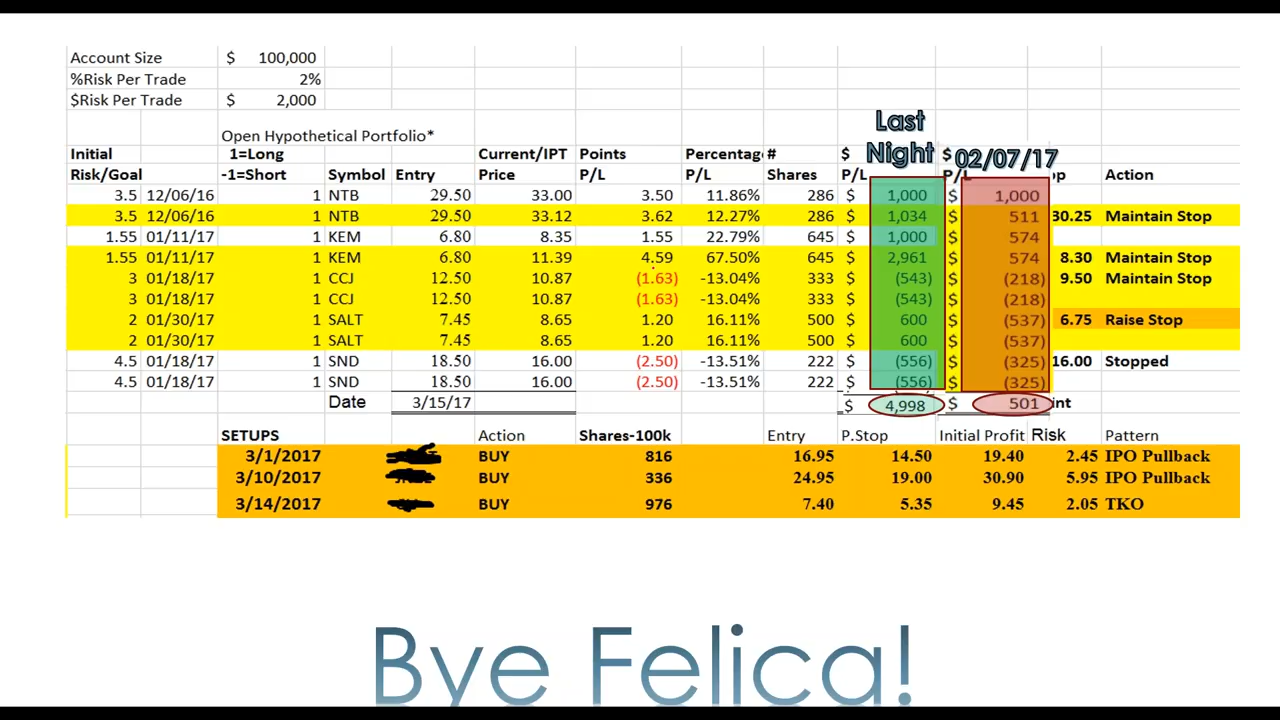 Account Size $ 100,000
%Risk Per Trade 2%
$Risk Per Trade $ 2,000
Last
Open Hypothetical Portfolio*
Initial 1=Long Current/IPT Points Percentag # $ Night $ 02/07/17
Risk/Goal -1=Short Symbol Entry Price P/L P/L Shares P/L P/L op Action
3.5 12/06/16 1 NTB 29.50 33.00 3.50 11.86% 286 $ 1,000 $ 1,000
3.5 12/06/16 1 NTB 29.50 33.12 3.62 12.27% 286 $ 1,034 $ 511 30.25 Maintain Stop
1.55 01/11/17 1 KEM 6.80 8.35 1.55 22.79% 645 $ 1,000 $ 574
1.55 01/11/17 1 KEM 6.80 11.39 4.59 67.50% 645 $ 2,961 $ 574 8.30 Maintain Stop
3 01/18/17 1 CCJ 12.50 10.87 (1.63) -13.04% 333 $ (543) $ (218) 9.50 Maintain Stop
3 01/18/17 1 CCJ 12.50 10.87 (1.63) -13.04% 333 $ (543) $ (218)
2 01/30/17 1 SALT 7.45 8.65 1.20 16.11% 500 $ 600 $ (537) 6.75 Raise Stop
2 01/30/17 1 SALT 7.45 8.65 1.20 16.11% 500 $ 600 $ (537)
4.5 01/18/17 1 SND 18.50 16.00 (2.50) -13.51% 222 $ (556) $ (325) 16.00 Stopped
4.5 01/18/17 1 SND 18.50 16.00 (2.50) -13.51% 222 $ (556) $ (325)
Date 3/15/17 $ 4,998 $ 501 int
SETUPS Action Shares-100k Entry P.Stop Initial Profit Risk Pattern
3/1/2017 BUY 816 16.95 14.50 19.40 2.45 IPO Pullback
3/10/2017 BUY 336 24.95 19.00 30.90 5.95 IPO Pullback
3/14/2017 BUY 976 7.40 5.35 9.45 2.05 TKO
Bye Felica!